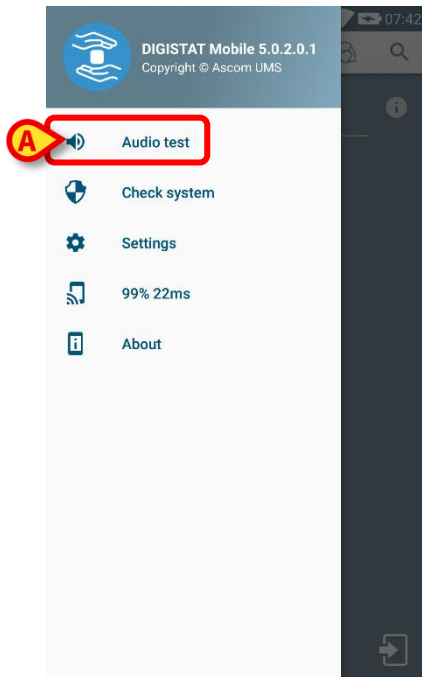 07:42
DIGISTAT Mobile 5.0.2.0.1
Copyright © Ascom UMS
A
Audio test
Check system
Settings
99% 22ms
About